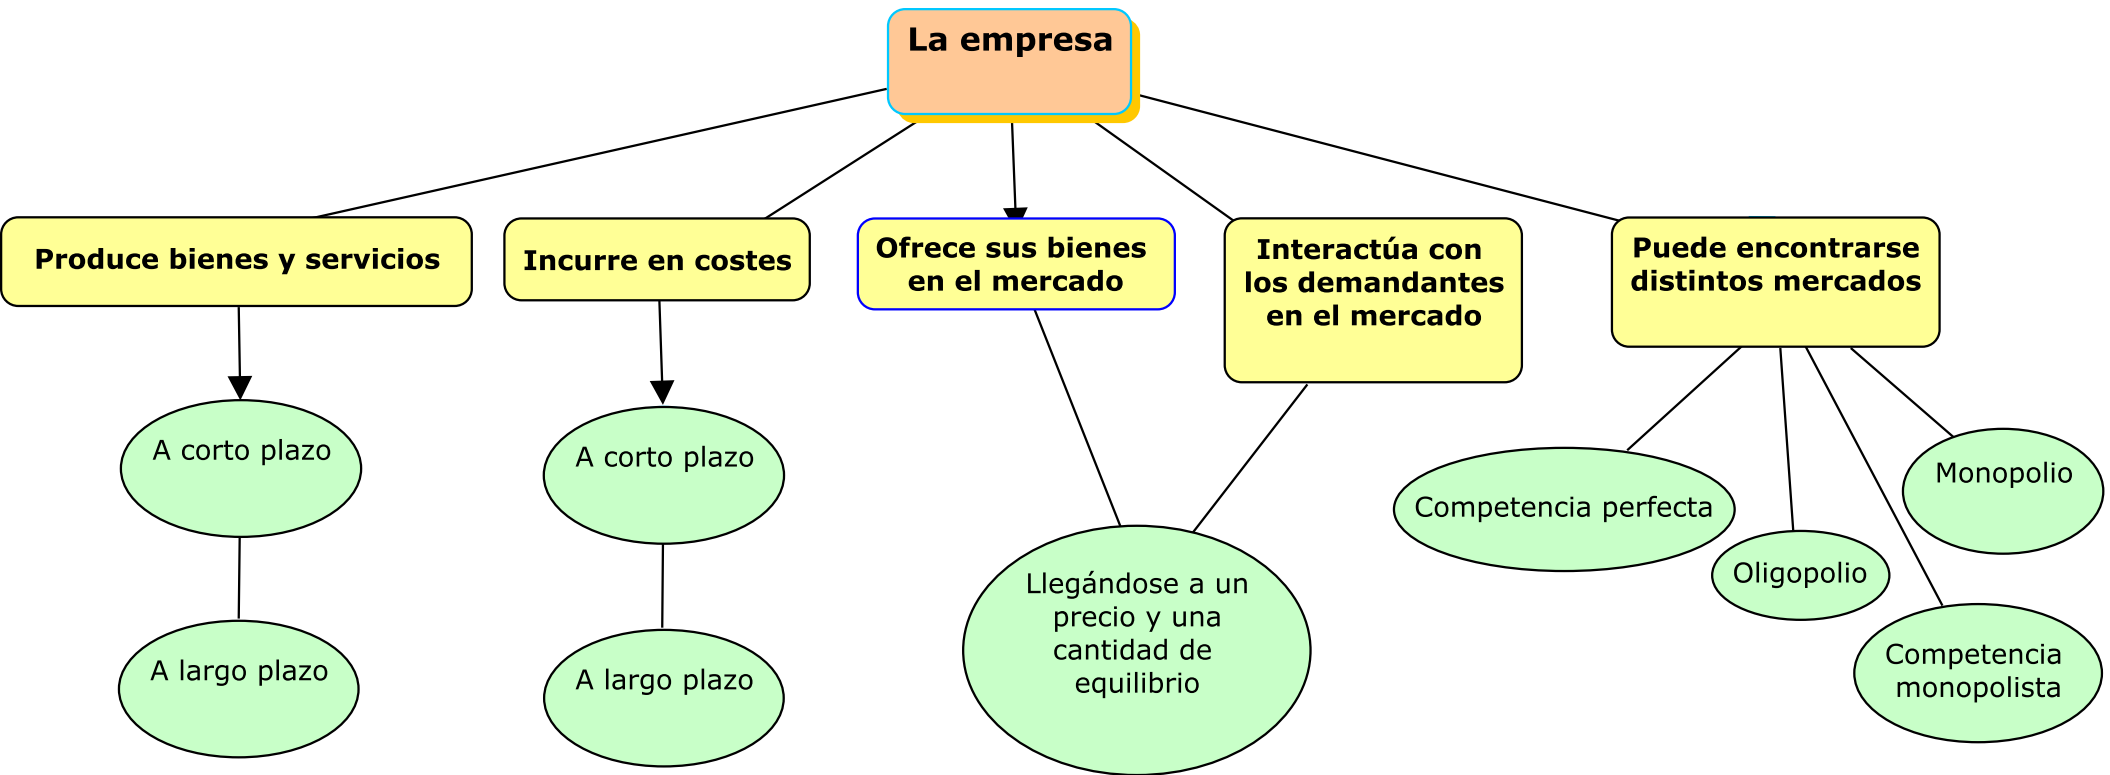 La empresa
Produce bienes y servicios
Incurre en costes
Ofrece sus bienes
en el mercado
Interactúa con
los demandantes
en el mercado
Puede encontrarse
distintos mercados
A corto plazo
A largo plazo
A corto plazo
A largo plazo
Llegándose a un
precio y una
cantidad de
equilibrio
Competencia perfecta
Oligopolio
Competencia
monopolista
Monopolio